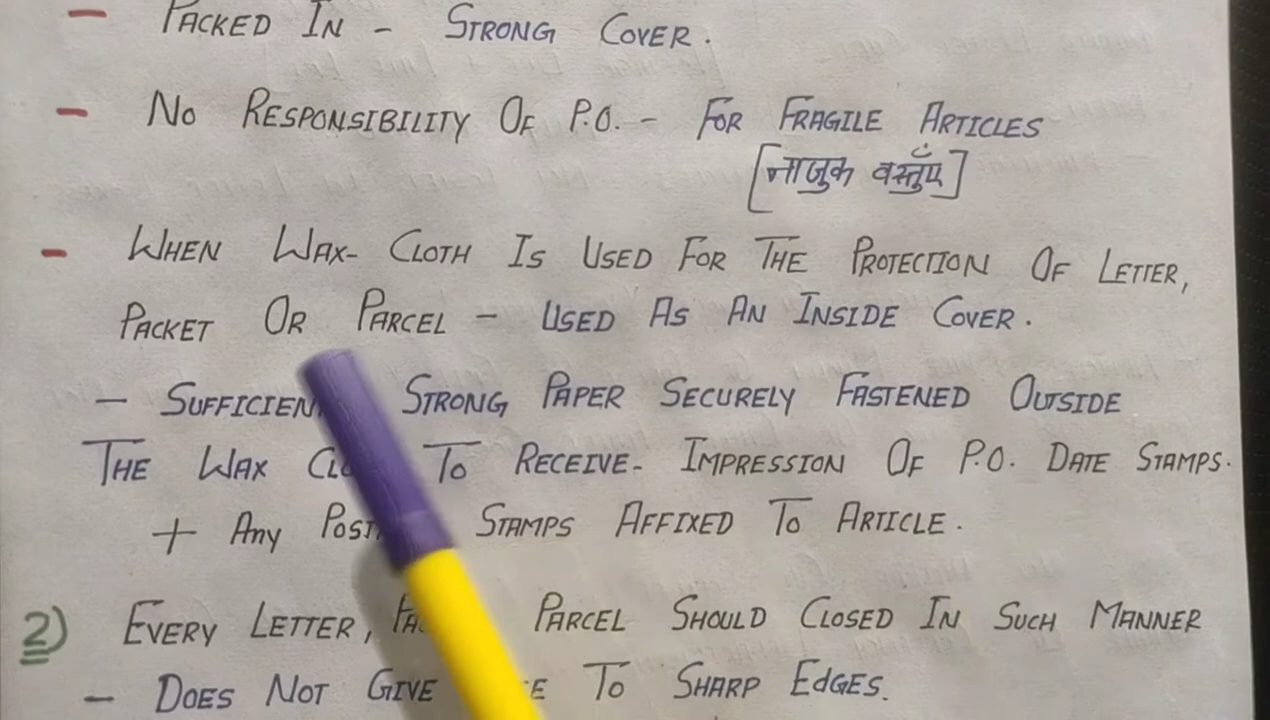 - PACKED IN - STRONG COVER.
- NO RESPONSIBILITY OF P.O. - FOR FRAGILE ARTICLES
[नाजुक वस्तुएँ]
- WHEN WAX-CLOTH IS USED FOR THE PROTECTION OF LETTER,
PACKET OR PARCEL - USED AS AN INSIDE COVER.
- STRONG PAPER SECURELY FASTENED OUTSIDE
THE WAX TO RECEIVE- IMPRESSION OF P.O. DATE STAMPS.
+ ANY STAMPS AFFIXED TO ARTICLE.
2) EVERY LETTER, PARCEL SHOULD CLOSED IN SUCH MANNER
- DOES NOT GIVE TO SHARP EDGES.